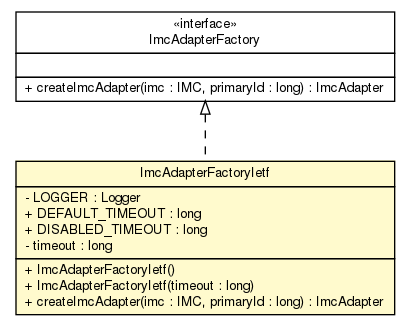 «interface»
ImcAdapterFactory
+ createImcAdapter(imc : IMC, primaryId : long) : ImcAdapter
ImcAdapterFactoryIetf
- LOGGER : Logger
+ DEFAULT_TIMEOUT : long
+ DISABLED_TIMEOUT : long
- timeout : long
+ ImcAdapterFactoryIetf()
+ ImcAdapterFactoryIetf(timeout : long)
+ createImcAdapter(imc : IMC, primaryId : long) : ImcAdapter